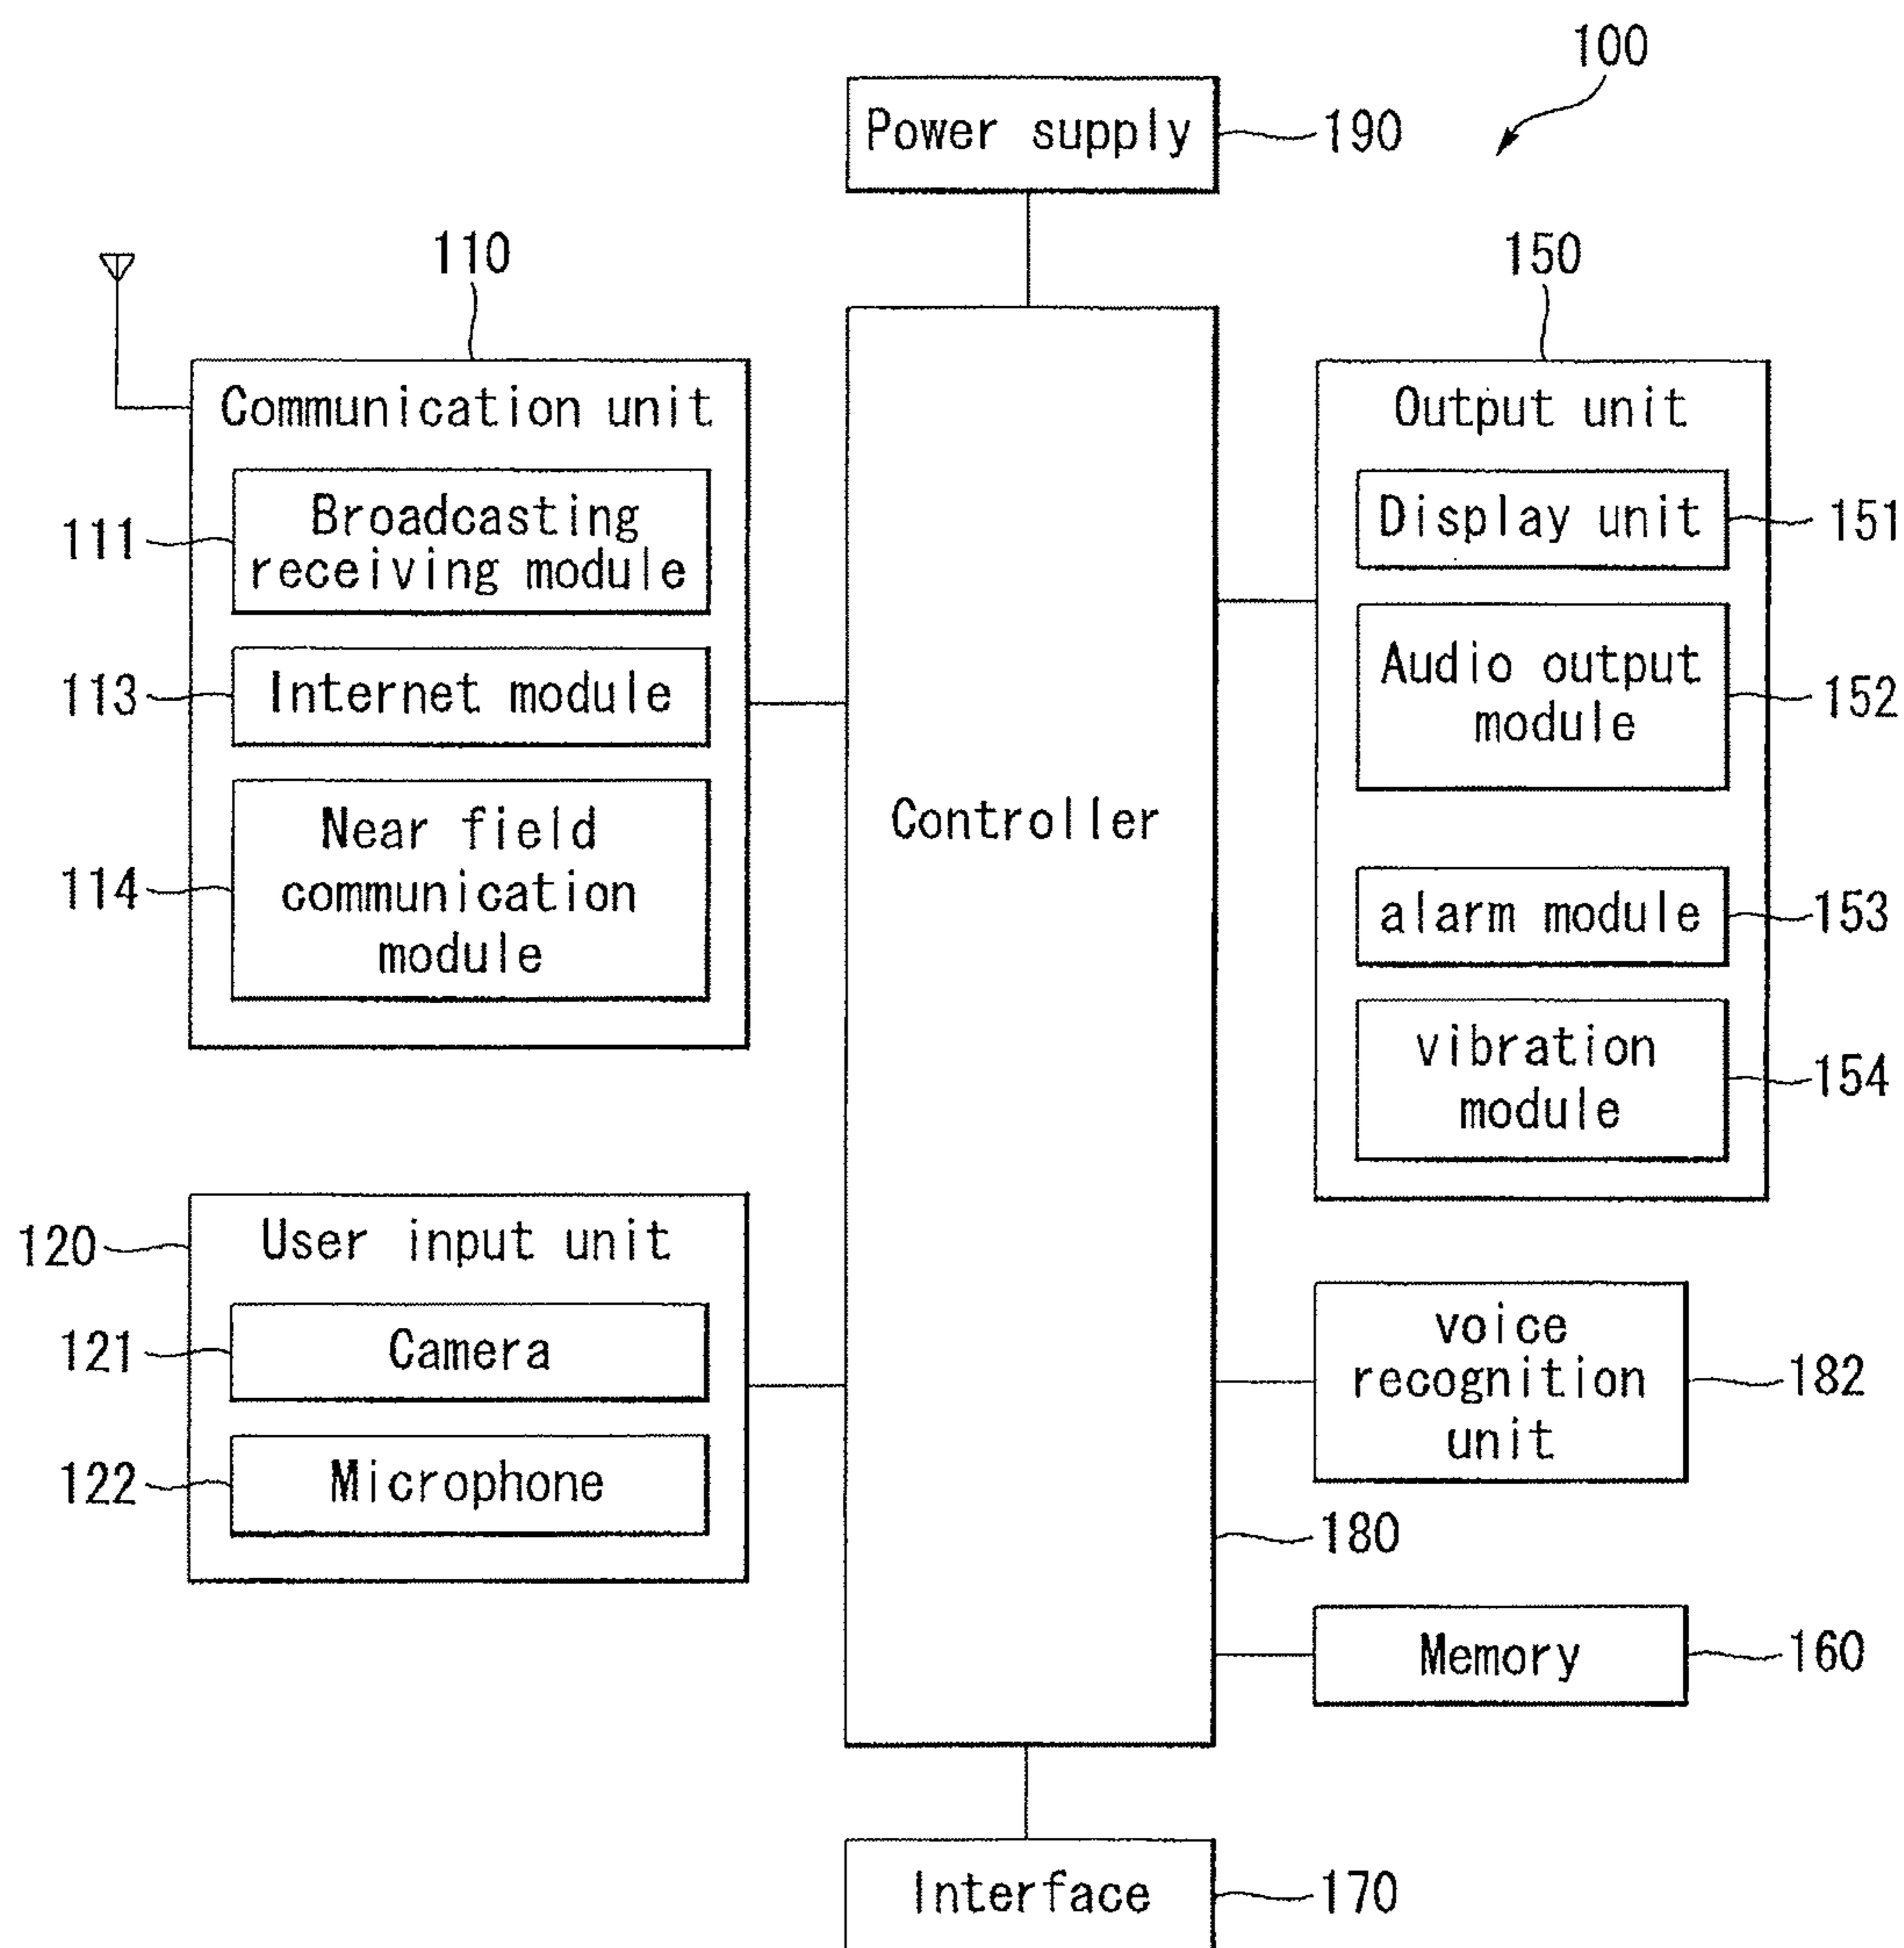 100
Power supply
190
110
Communication unit
111
Broadcasting
receiving module
113
Internet module
114
Near field
communication
module
120
User input unit
121
Camera
122
Microphone
Controller
180
150
Output unit
Display unit
151
Audio output
module
152
alarm module
153
vibration
module
154
voice
recognition
unit
182
Memory
160
Interface
170